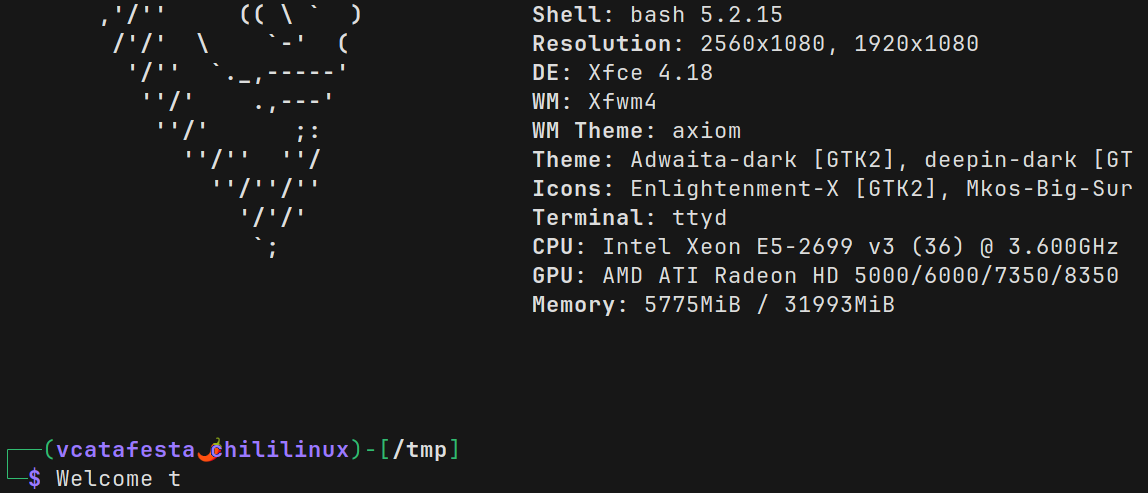 Shell: bash 5.2.15
Resolution: 2560x1080, 1920x1080
DE: Xfce 4.18
WM: Xfwm4
WM Theme: axiom
Theme: Adwaita-dark [GTK2], deepin-dark [GT
Icons: Enlightenment-X [GTK2], Mkos-Big-Sur
Terminal: ttyd
CPU: Intel Xeon E5-2699 v3 (36) @ 3.600GHz
GPU: AMD ATI Radeon HD 5000/6000/7350/8350
Memory: 5775MiB / 31993MiB
┌──(vcatafesta🌶chililinux)-[/tmp]
└─$ Welcome t